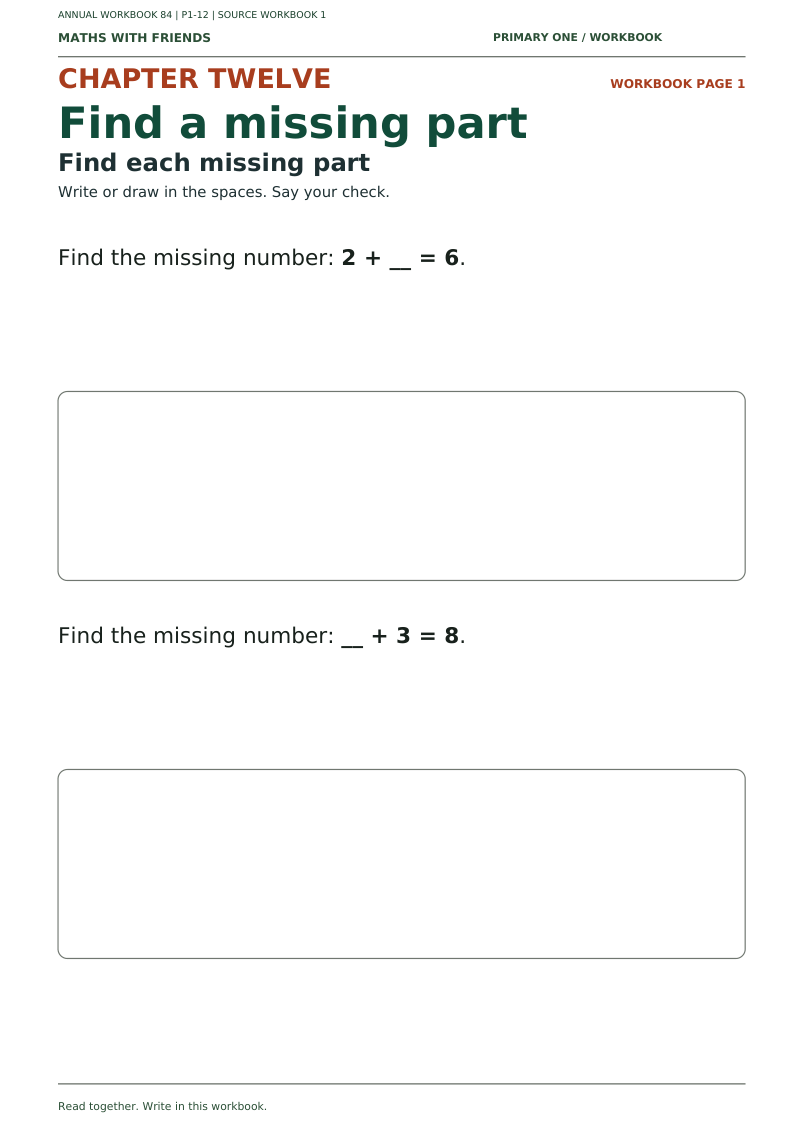 ANNUAL WORKBOOK 84 | P1-12 | SOURCE WORKBOOK 1
MATHS WITH FRIENDS
PRIMARY ONE / WORKBOOK
CHAPTER TWELVE
WORKBOOK PAGE 1
Find a missing part
Find each missing part
Write or draw in the spaces. Say your check.
Find the missing number: 2 + __ = 6.
Find the missing number: __ + 3 = 8.
Read together. Write in this workbook.